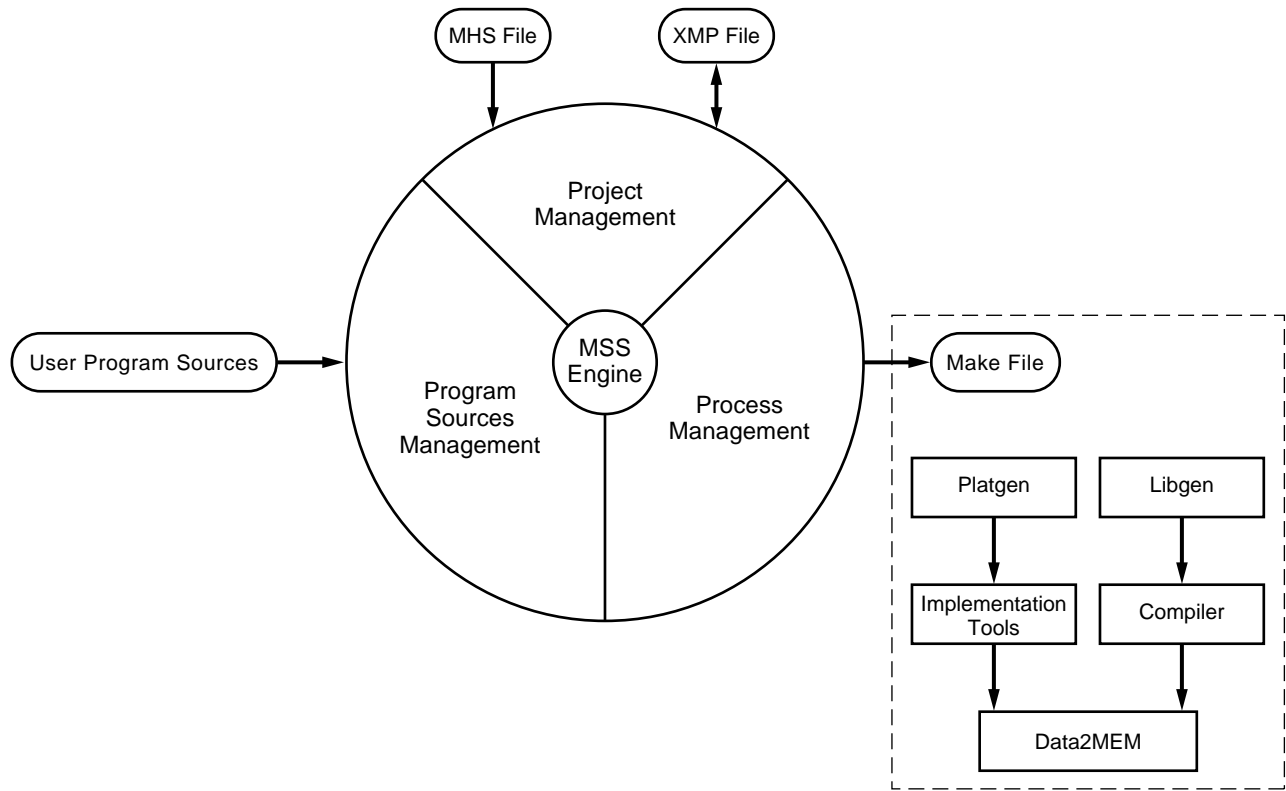 MHS File
XMP File
Project
Management
User Program Sources
MSS
Engine
Make File
Program
Sources
Management
Process
Management
Platgen
Libgen
Implementation
Tools
Compiler
Data2MEM